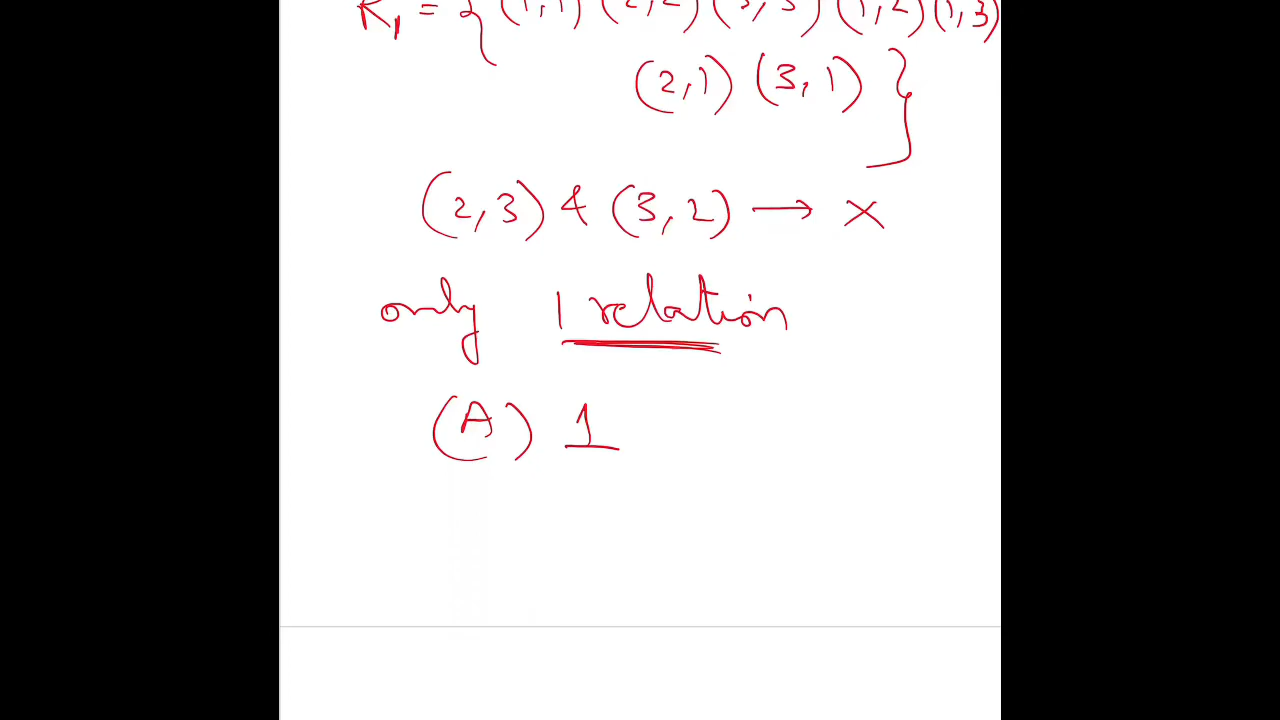 R₁ = { (1,1) (2,2) (3,3) (1,2) (1,3)
(2,1) (3,1) }
(2,3) & (3,2) → X
only 1 relation
(A) 1